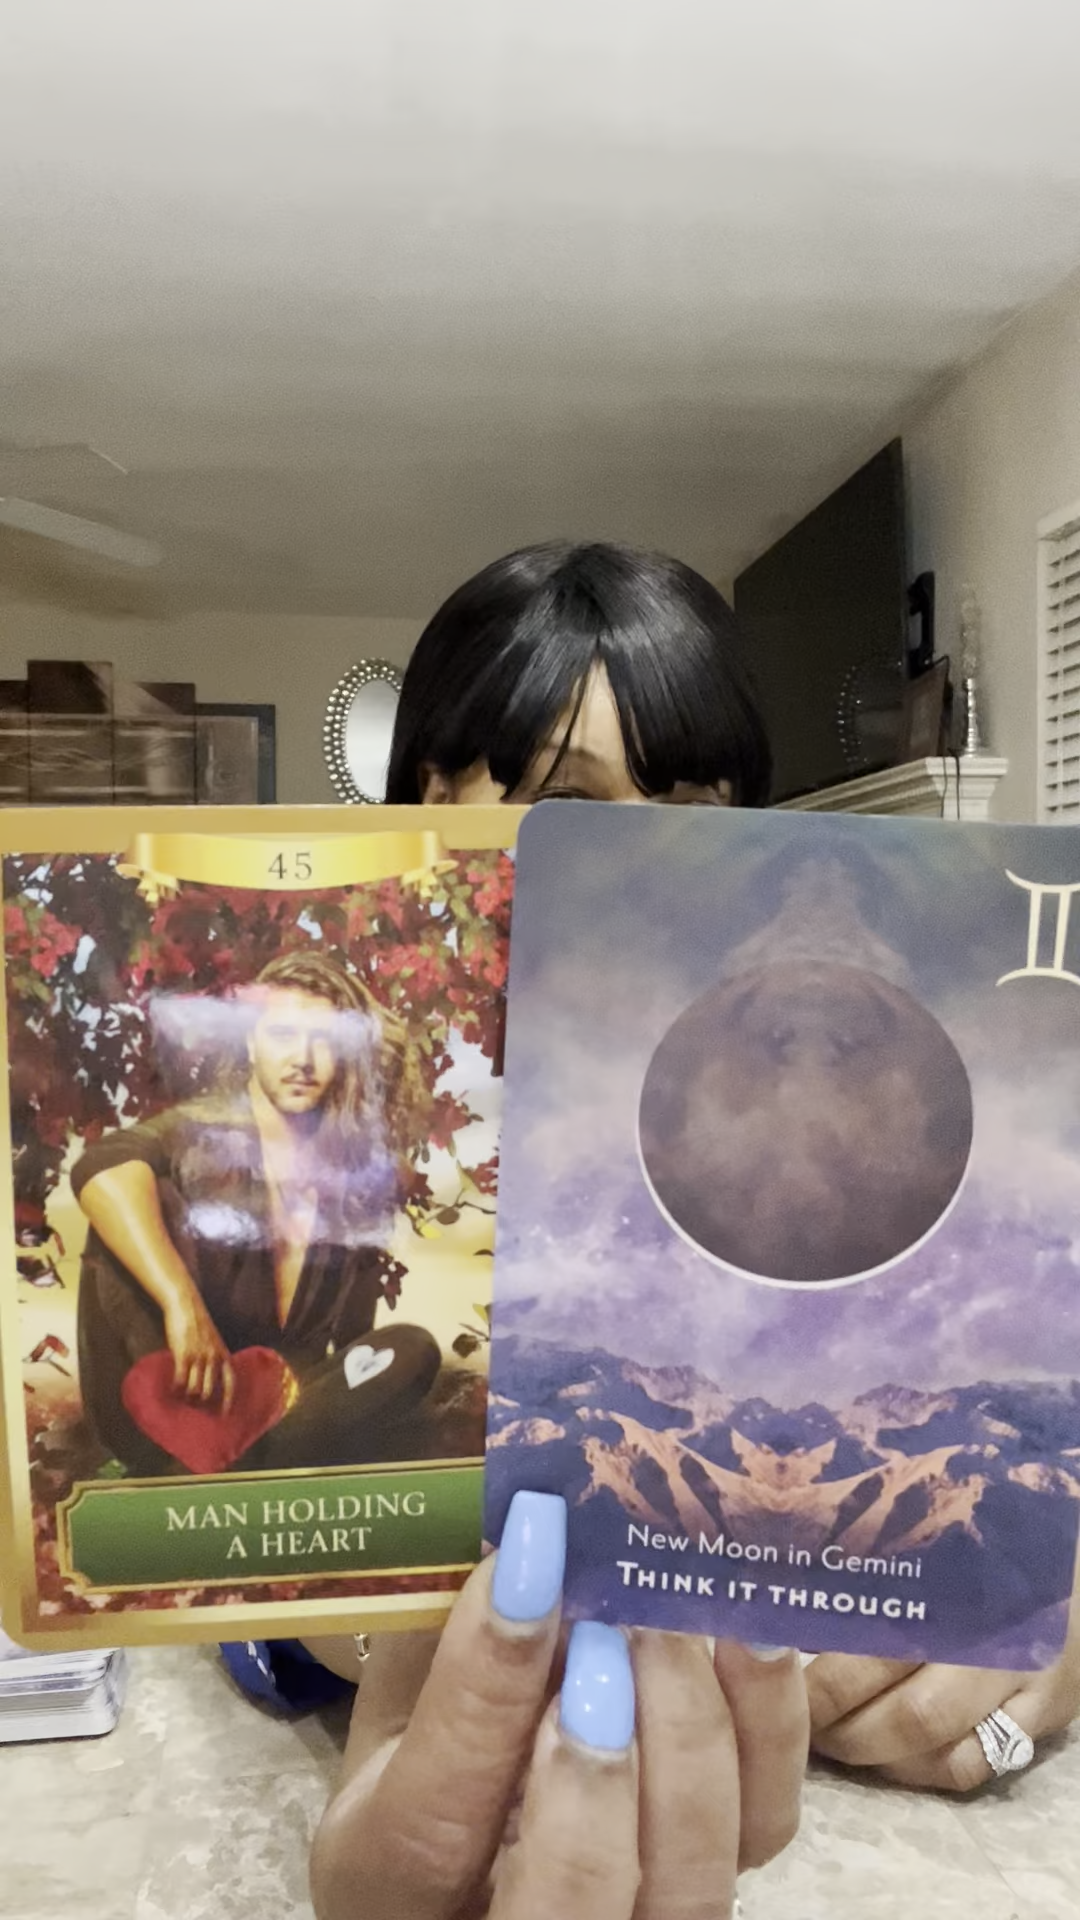 45
MAN HOLDING
A HEART
New Moon in Gemini
THINK IT THROUGH